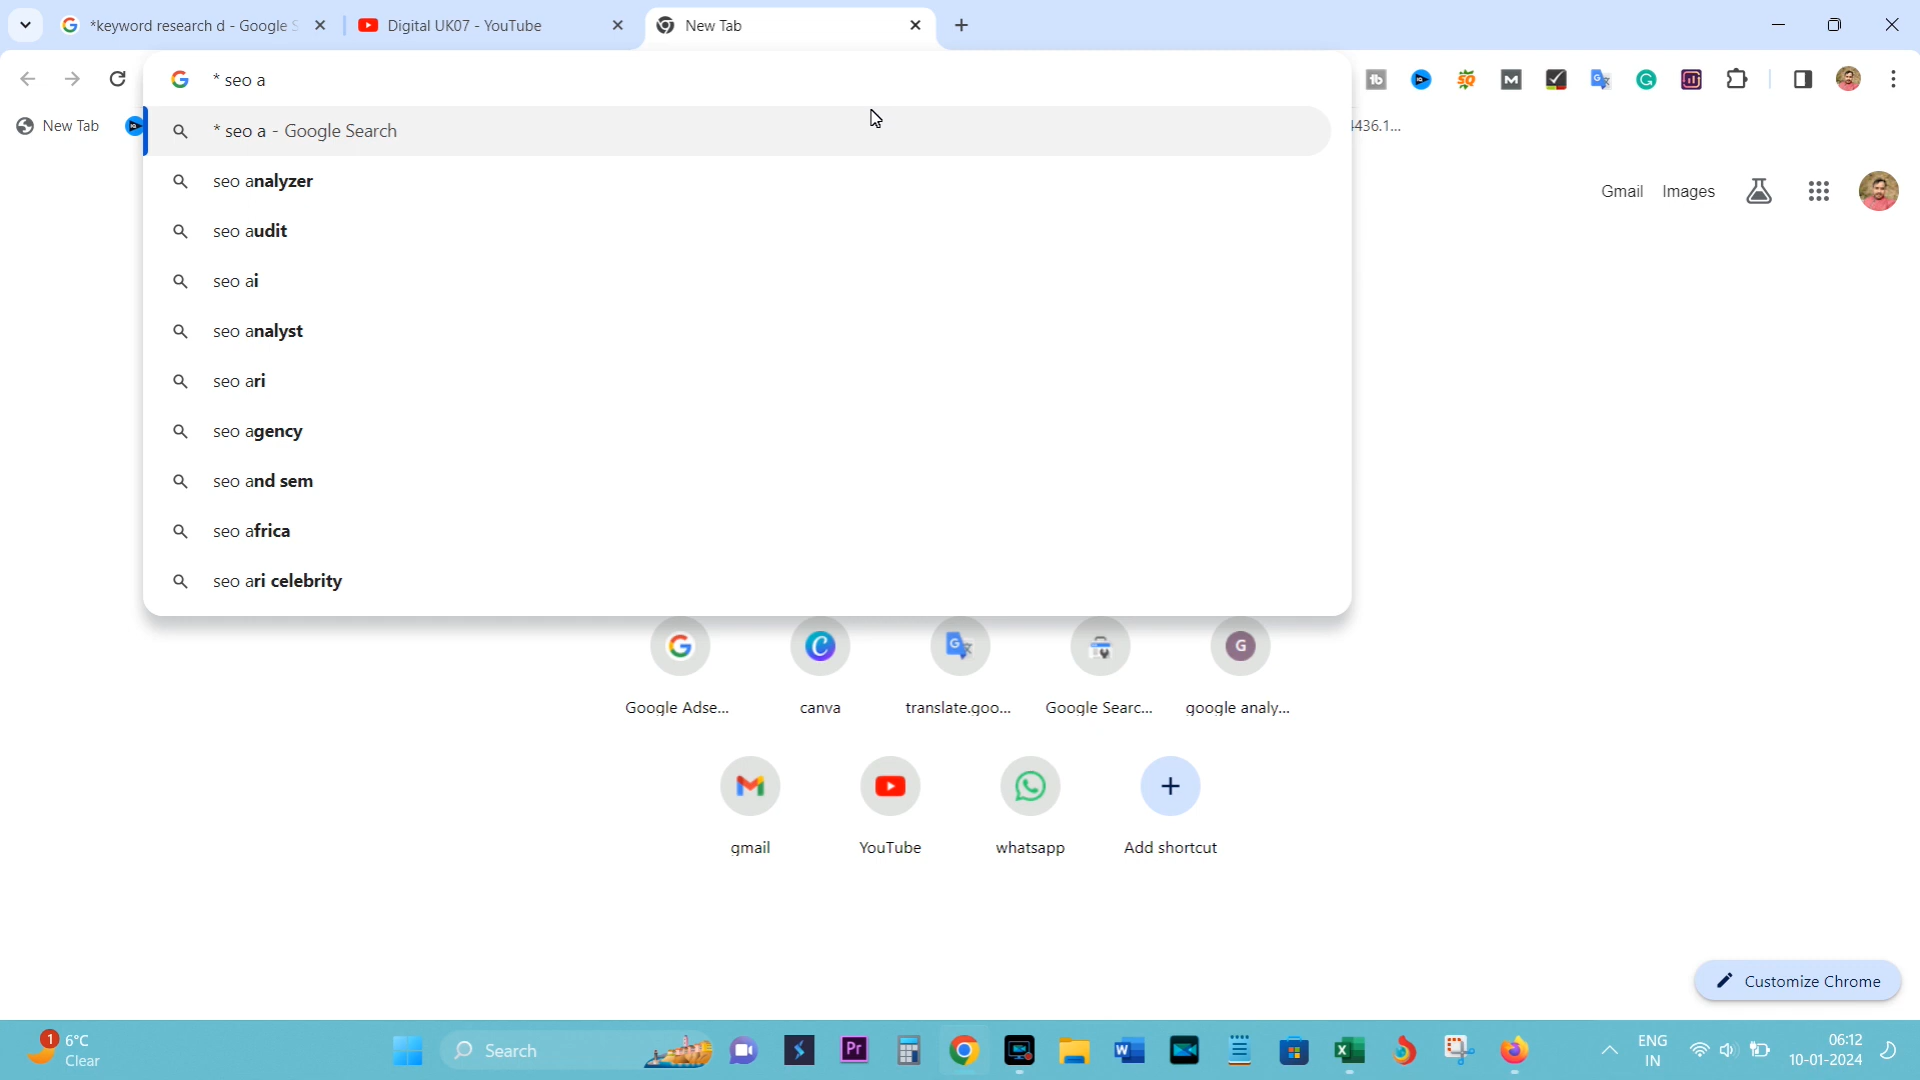 *keyword research d - Google S
Digital UK07 - YouTube
New Tab
* seo a
New Tab
* seo a - Google Search
4436.1...
seo analyzer
Gmail Images
seo audit
seo ai
seo analyst
seo ari
seo agency
seo and sem
seo africa
seo ari celebrity
G
Google Adse... canva translate.goo... Google Searc... google analy...
gmail YouTube whatsapp Add shortcut
Customize Chrome
1
6°C
Clear
Search
Pr
ENG
IN
06:12
10-01-2024